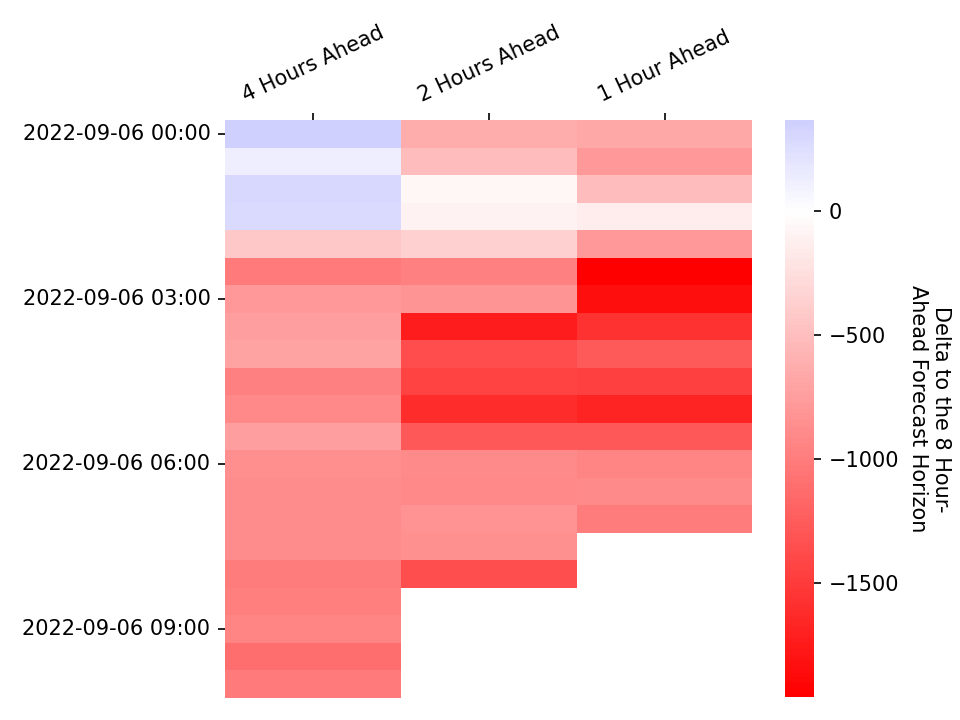 4 Hours Ahead
2 Hours Ahead
1 Hour Ahead
2022-09-06 00:00
2022-09-06 03:00
2022-09-06 06:00
2022-09-06 09:00
0
−500
−1000
−1500
Delta to the 8 Hour-
Ahead Forecast Horizon